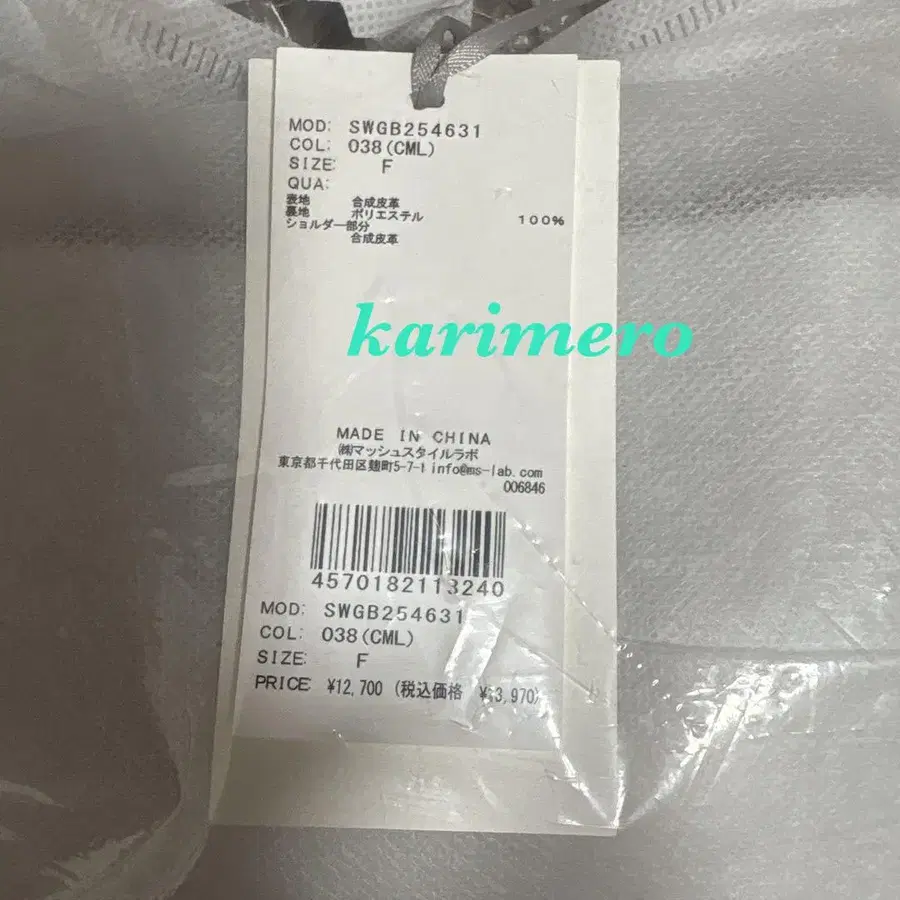 MOD: SWGB254631
COL: 038(CML)
SIZE: F
QUA:
表地 合成皮革
裏地 ポリエステル 100%
ショルダー部分
合成皮革
karimero
MADE IN CHINA
㈱マッシュスタイルラボ
東京都千代田区麹町5-7-1 info@ms-lab.com
006846
4570182113240
MOD: SWGB254631
COL: 038(CML)
SIZE: F
PRICE: ¥12,700 (税込価格 ¥13,970)